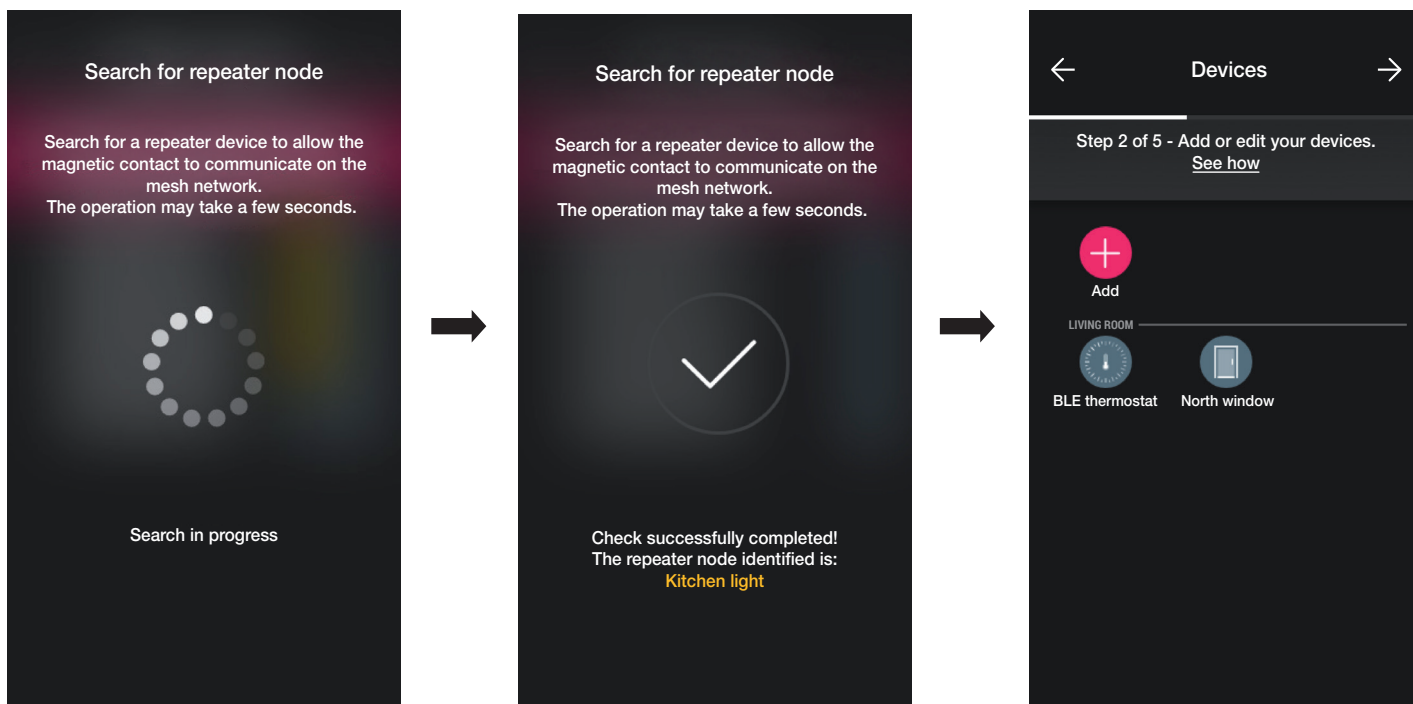 Search for repeater node
Search for a repeater device to allow the
magnetic contact to communicate on the
mesh network.
The operation may take a few seconds.
Search in progress
Search for repeater node
Search for a repeater device to allow the
magnetic contact to communicate on the
mesh network.
The operation may take a few seconds.
Check successfully completed!
The repeater node identified is:
Kitchen light
Devices
Step 2 of 5 - Add or edit your devices.
See how
Add
LIVING ROOM
BLE thermostat
North window